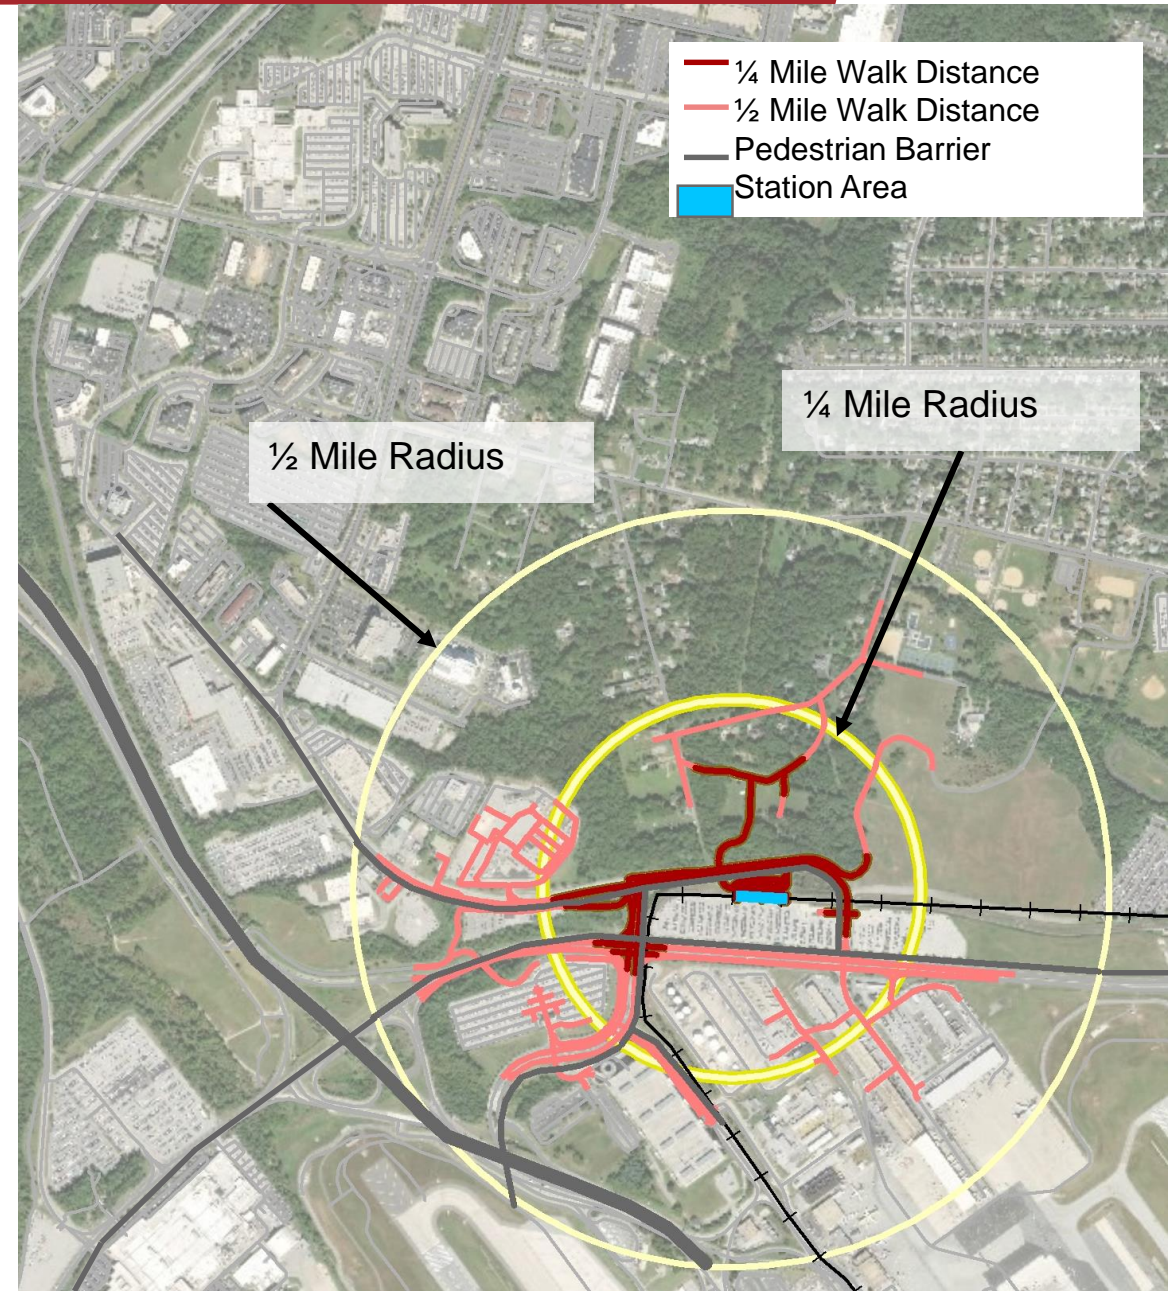 ¼ Mile Walk Distance
½ Mile Walk Distance
Pedestrian Barrier
Station Area
¼ Mile Radius
½ Mile Radius